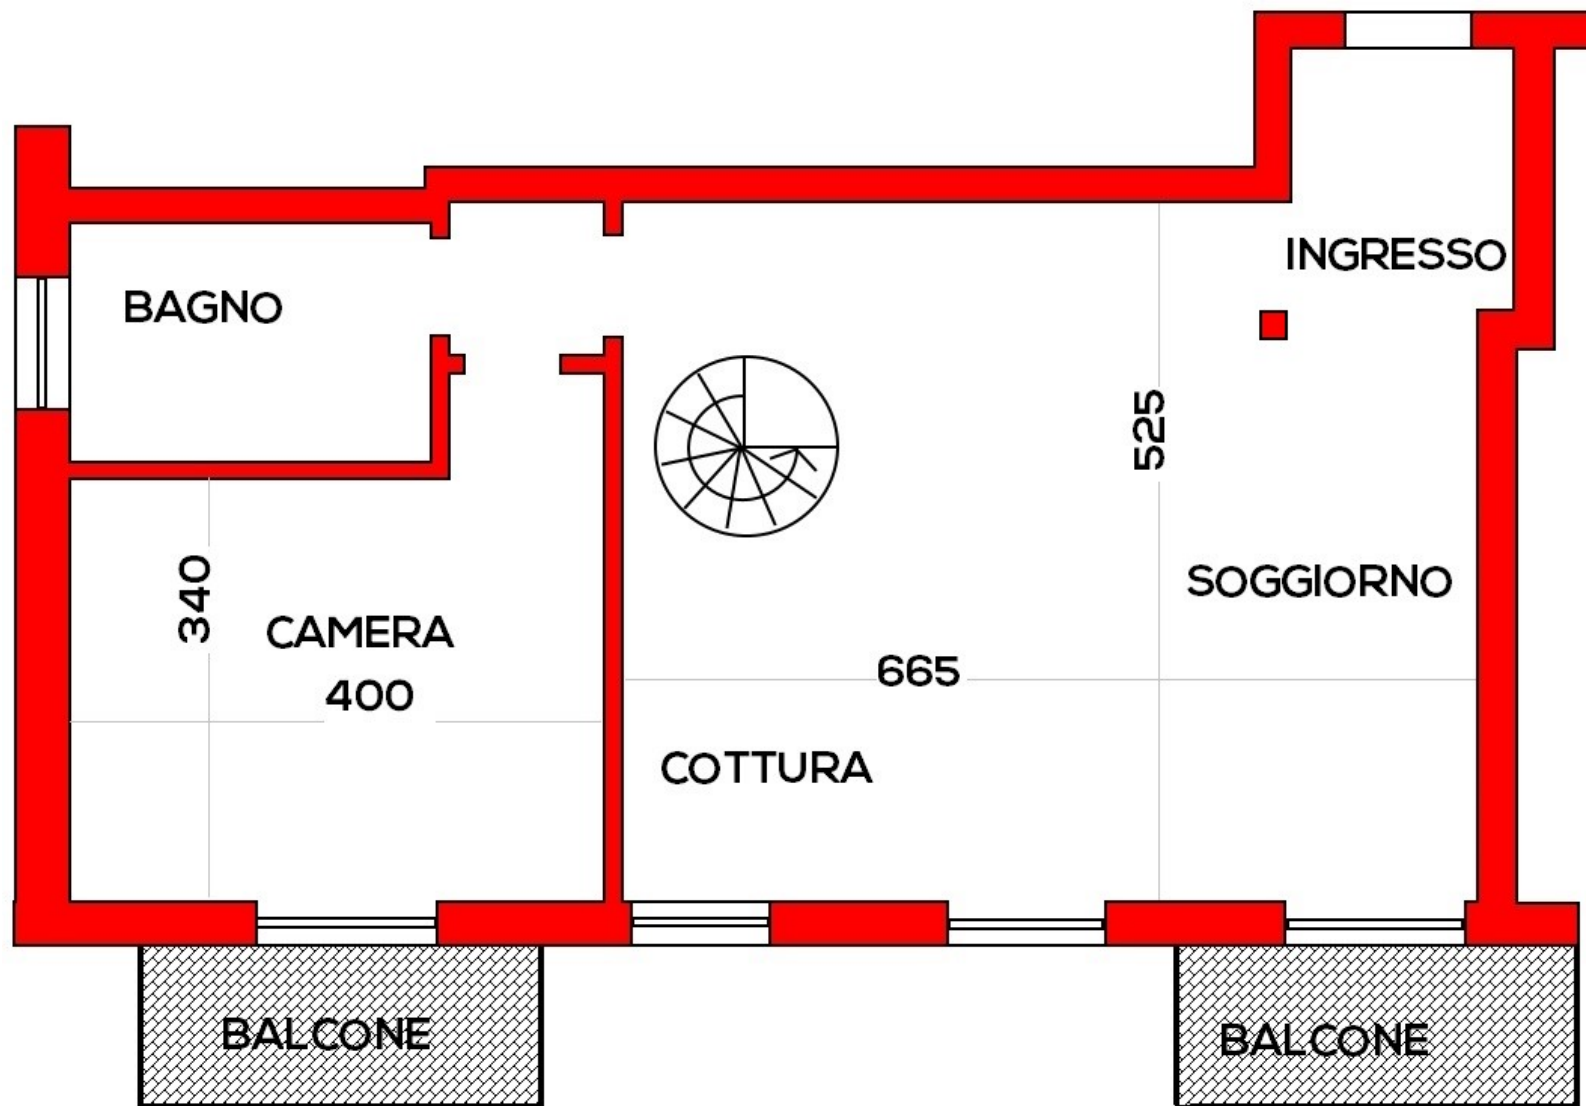 INGRESSO
BAGNO
525
SOGGIORNO
340
CAMERA
665
400
COTTURA
BALCONE
BALCONE